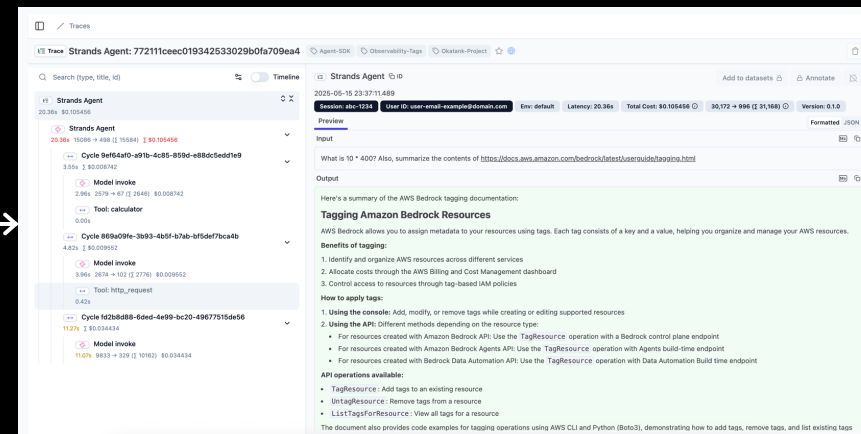 Traces
Trace Strands Agent: 772111ceec019342533029b0fa709ea4 Agent-SDK Observability-Tags Okatank-Project
Search (type, title, id) Timeline
Strands Agent
20.36s $0.105456
Strands Agent
20.36s 15086 → 498 (∑ 15584) ∑ $0.105456
Cycle 9ef64af0-a91b-4c85-859d-e88dc5edd1e9
3.55s ∑ $0.008742
Model invoke
2.96s 2579 → 67 (∑ 2646) $0.008742
Tool: calculator
0.00s
Cycle 869a09fe-3b93-4b5f-b7ab-bf5def7bca4b
4.82s ∑ $0.009552
Model invoke
3.96s 2674 → 102 (∑ 2776) $0.009552
Tool: http_request
0.42s
Cycle fd2b8d88-6ded-4e99-bc20-49677515de56
11.27s ∑ $0.034434
Model invoke
11.07s 9833 → 329 (∑ 10162) $0.034434
Strands Agent ID
Add to datasets Annotate
2025-05-15 23:37:11.489
Session: abc-1234 User ID: user-email-example@domain.com Env: default Latency: 20.36s Total Cost: $0.105456 30,172 → 996 (∑ 31,168) Version: 0.1.0
Preview Formatted JSON
Input
What is 10 * 400? Also, summarize the contents of https://docs.aws.amazon.com/bedrock/latest/userguide/tagging.html
Output
Here's a summary of the AWS Bedrock tagging documentation:
Tagging Amazon Bedrock Resources
AWS Bedrock allows you to assign metadata to your resources using tags. Each tag consists of a key and a value, helping you organize and manage your AWS resources.
Benefits of tagging:
1. Identify and organize AWS resources across different services
2. Allocate costs through the AWS Billing and Cost Management dashboard
3. Control access to resources through tag-based IAM policies
How to apply tags:
1. Using the console: Add, modify, or remove tags while creating or editing supported resources
2. Using the API: Different methods depending on the resource type:
• For resources created with Amazon Bedrock API: Use the TagResource operation with a Bedrock control plane endpoint
• For resources created with Amazon Bedrock Agents API: Use the TagResource operation with Agents build-time endpoint
• For resources created with Bedrock Data Automation API: Use the TagResource operation with Data Automation Build time endpoint
API operations available:
• TagResource: Add tags to an existing resource
• UntagResource: Remove tags from a resource
• ListTagsForResource: View all tags for a resource
The document also provides code examples for tagging operations using AWS CLI and Python (Boto3), demonstrating how to add tags, remove tags, and list existing tags